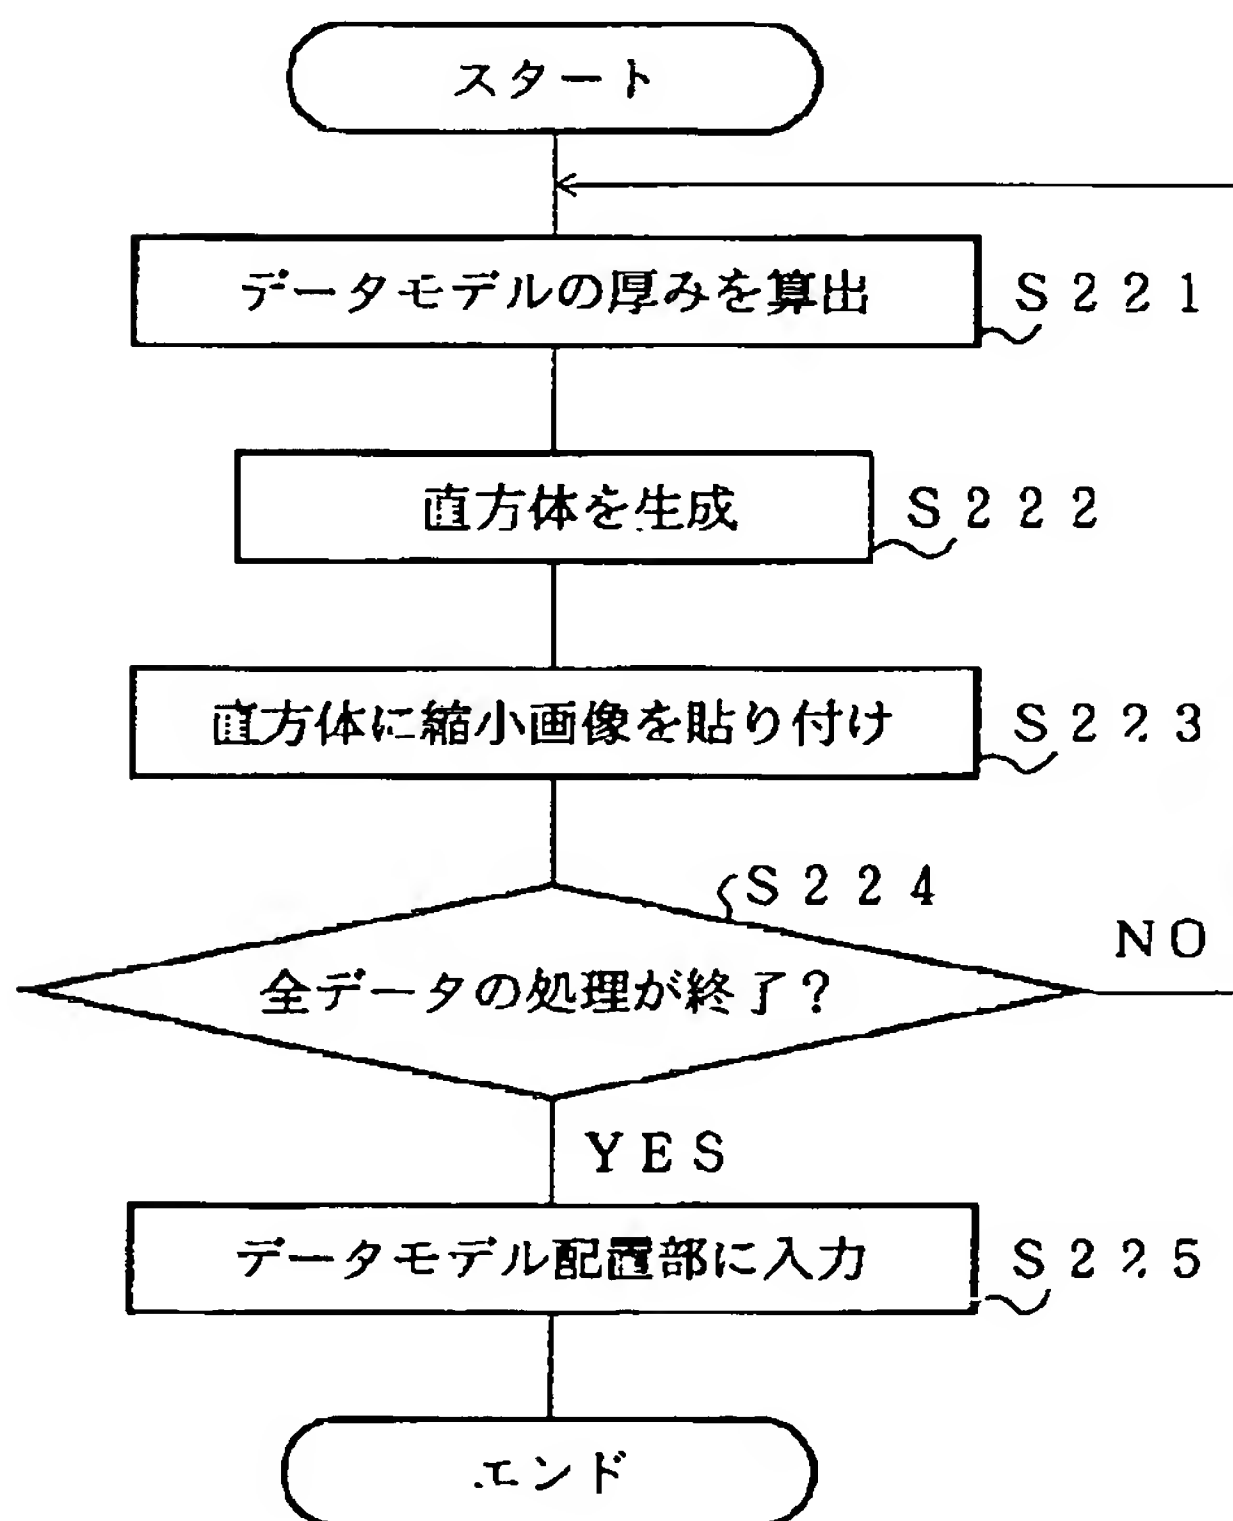 スタート
データモデルの厚みを算出 S221
直方体を生成 S222
直方体に縮小画像を貼り付け S223
S224
NO
全データの処理が終了?
YES
データモデル配置部に入力 S225
エンド